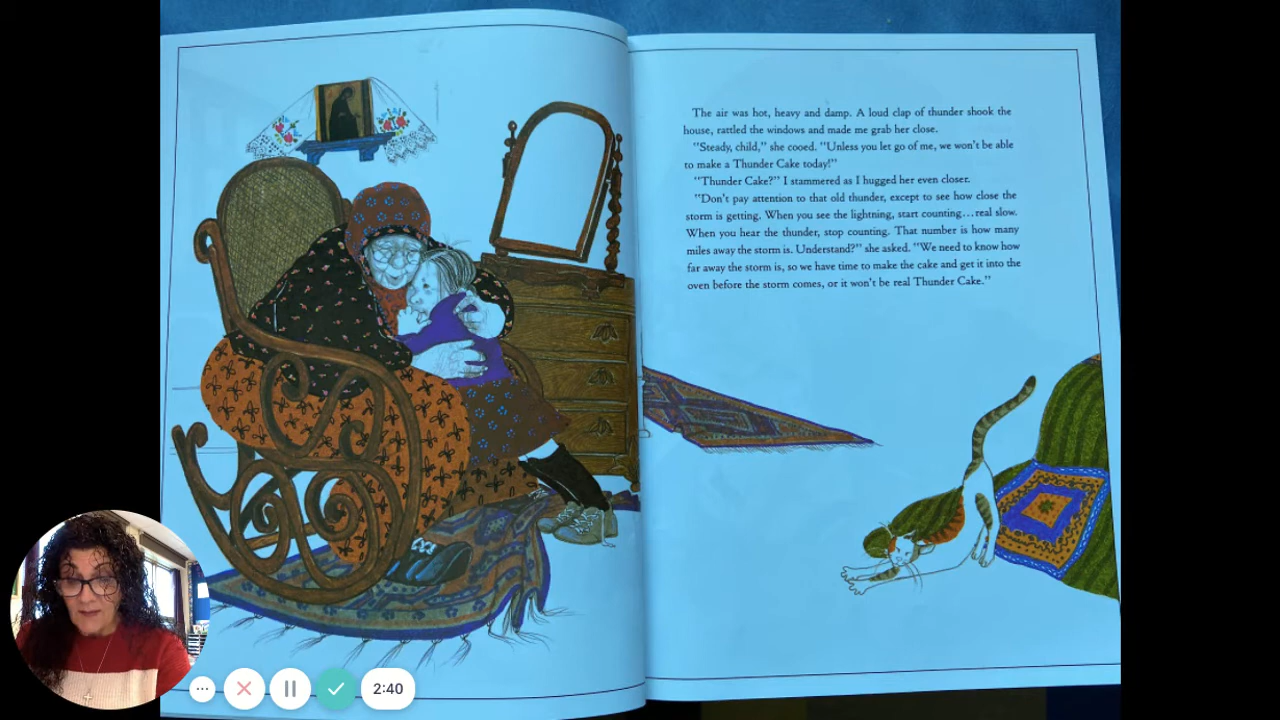 The air was hot, heavy and damp. A loud clap of thunder shook the
house, rattled the windows and made me grab her close.
"Steady, child," she cooed. "Unless you let go of me, we won't be able
to make a Thunder Cake today!"
"Thunder Cake?" I stammered as I hugged her even closer.
"Don't pay attention to that old thunder, except to see how close the
storm is getting. When you see the lightning, start counting...real slow.
When you hear the thunder, stop counting. That number is how many
miles away the storm is. Understand?" she asked. "We need to know how
far away the storm is, so we have time to make the cake and get it into the
oven before the storm comes, or it won't be real Thunder Cake."
2:40